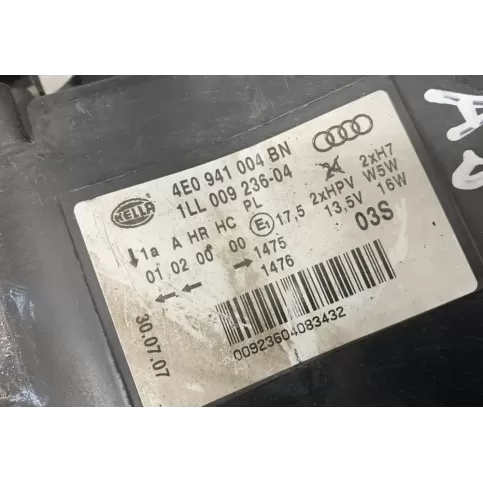 4E0 941 004 BN
1LL 009 236-04
HELLA
1a A HR HC PL
01 02 00 00 E1 17,5
2xH7
2xHPV W5W
13,5V 16W
03S
1475
1476
30.07.07
00923604083432